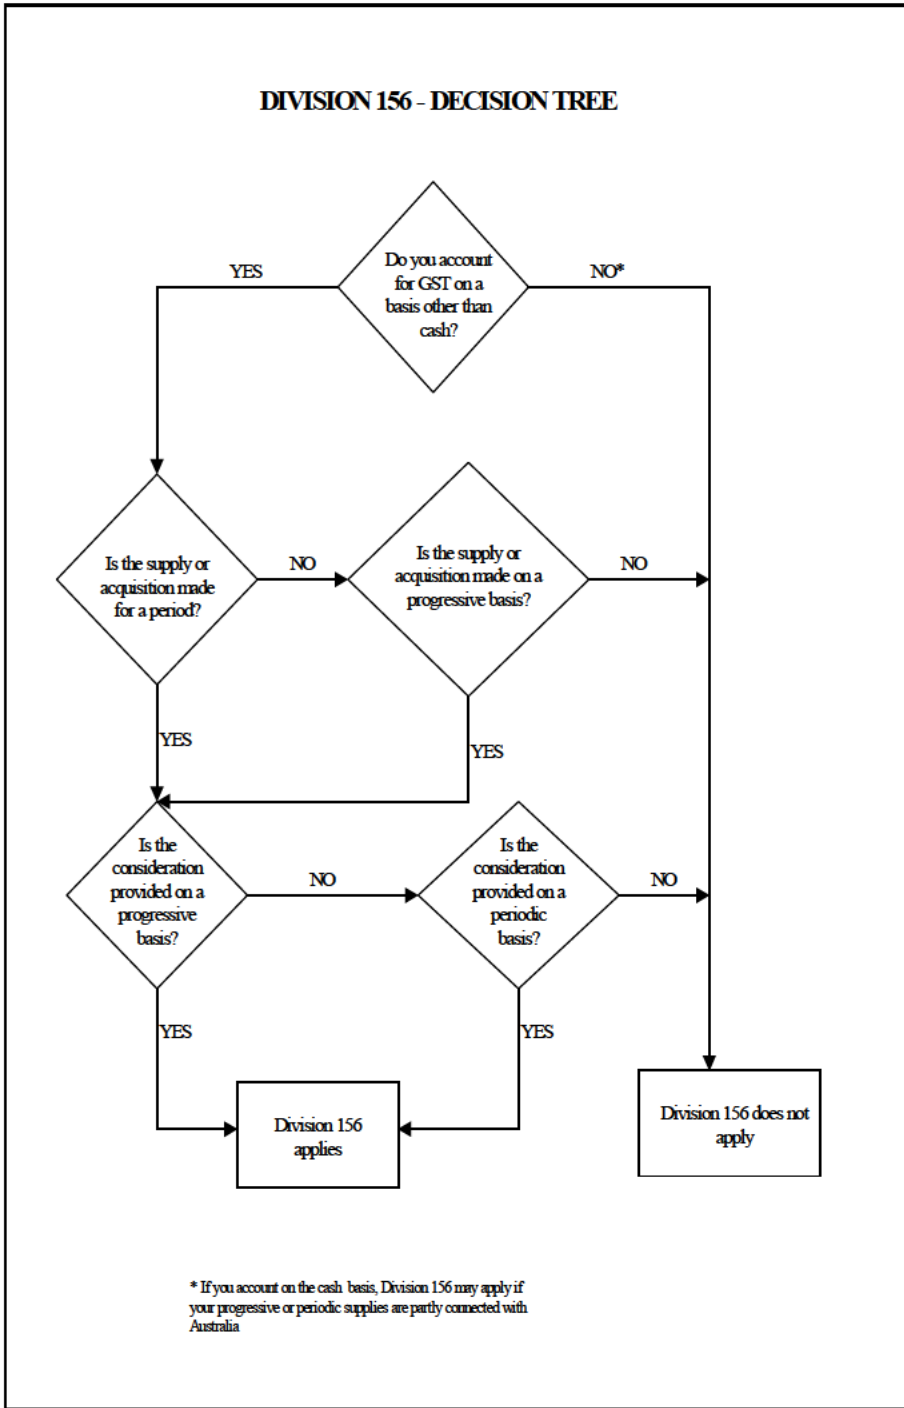 DIVISION 156 - DECISION TREE
Do you account
for GST on a
basis other than
cash?
YES
NO*
Is the supply or
acquisition made
for a period?
NO
Is the supply or
acquisition made on a
progressive basis?
NO
YES
YES
Is the
consideration
provided on a
progressive
basis?
NO
Is the
consideration
provided on a
periodic
basis?
NO
YES
YES
Division 156
applies
Division 156 does not
apply
* If you account on the cash basis, Division 156 may apply if
your progressive or periodic supplies are partly connected with
Australia